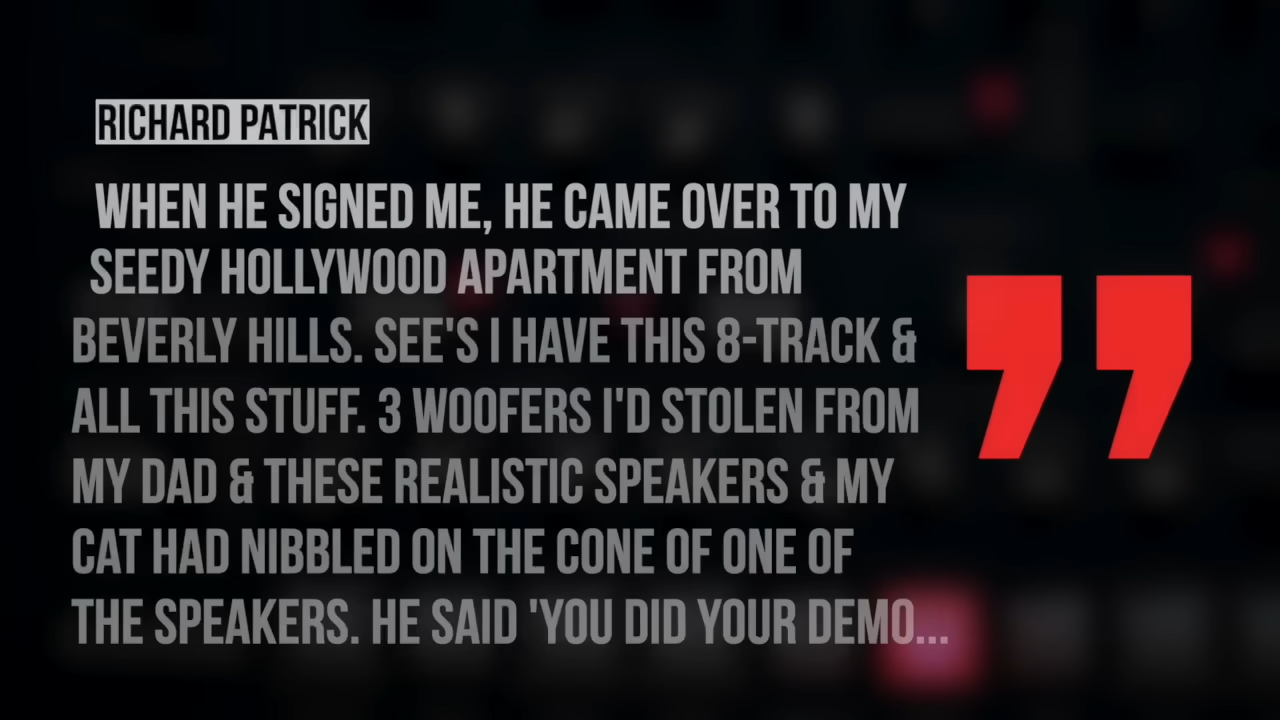 RICHARD PATRICK
WHEN HE SIGNED ME, HE CAME OVER TO MY
SEEDY HOLLYWOOD APARTMENT FROM
BEVERLY HILLS. SEE'S I HAVE THIS 8-TRACK &
ALL THIS STUFF. 3 WOOFERS I'D STOLEN FROM
MY DAD & THESE REALISTIC SPEAKERS & MY
CAT HAD NIBBLED ON THE CONE OF ONE OF
THE SPEAKERS. HE SAID 'YOU DID YOUR DEMO...
”